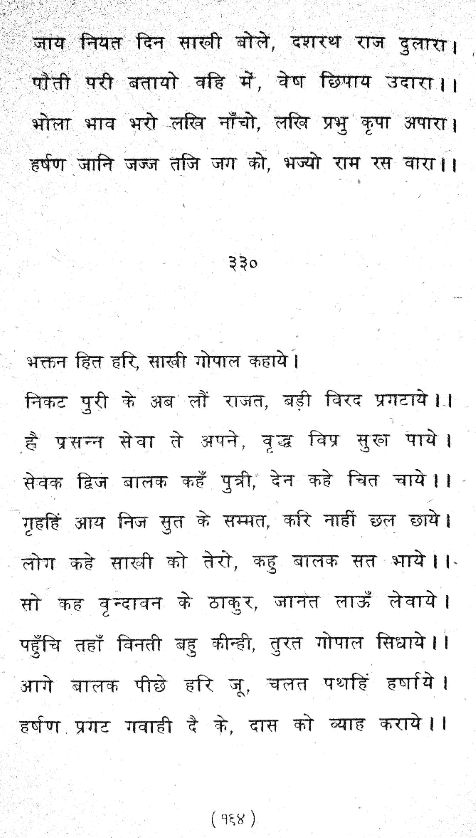 जाय नियत दिन साखी बोले, दशरथ राज दुलारा।
पौती परी बतायो वहि में, वेष छिपाय उदारा।।
भोला भाव भरो लखि नाँचो, लखि प्रभु कृपा अपारा।
हर्षण जानि जज्ज तजि जग को, भज्यो राम रस वारा।।
३३०
भक्तन हित हरि, साखी गोपाल कहाये।
निकट पुरी के अब लौं राजत, बड़ी विरद प्रगटाये।।
है प्रसन्न सेवा ते अपने, वृद्ध विप्र सुख पाये।
सेवक द्विज बालक कहँ पुत्री, देन कहे चित चाये।।
गृहहिं आय निज सुत के सम्मत, करि नाहीं छल छाये।
लोग कहे साखी को तेरो, कहु बालक सत भाये।।
सो कह वृन्दावन के ठाकुर, जानत लाऊँ लेवाये।
पहुँचि तहाँ विनती बहु कीन्ही, तुरत गोपाल सिधाये।।
आगे बालक पीछे हरि जू, चलत पथहिं हर्षाये।
हर्षण प्रगट गवाही दै के, दास को व्याह कराये।।
(१६४)